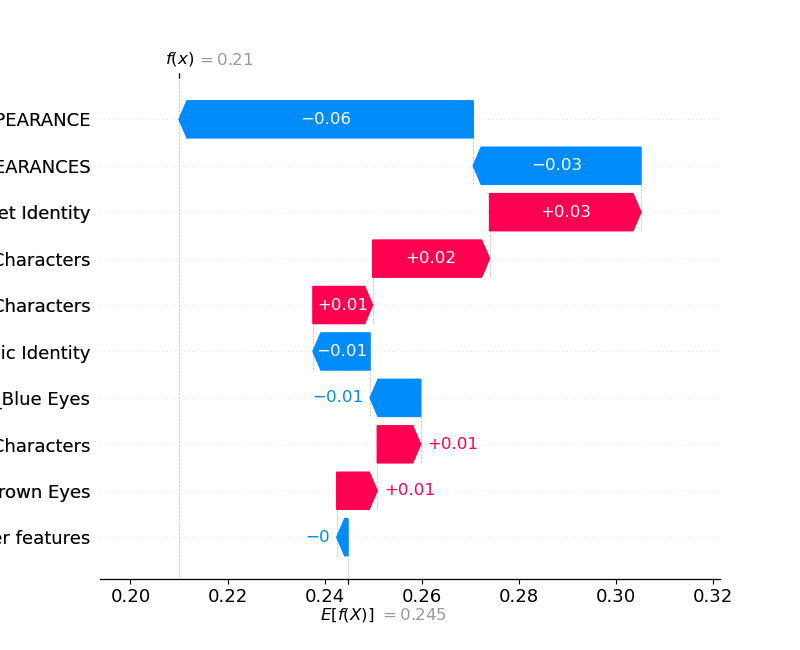 f(x) = 0.21
PEARANCE −0.06
EARANCES −0.03
et Identity +0.03
Characters +0.02
Characters +0.01
ic Identity −0.01
_Blue Eyes −0.01
Characters +0.01
rown Eyes +0.01
er features −0
0.20 0.22 0.24 0.26 0.28 0.30 0.32
E[f(X)] = 0.245